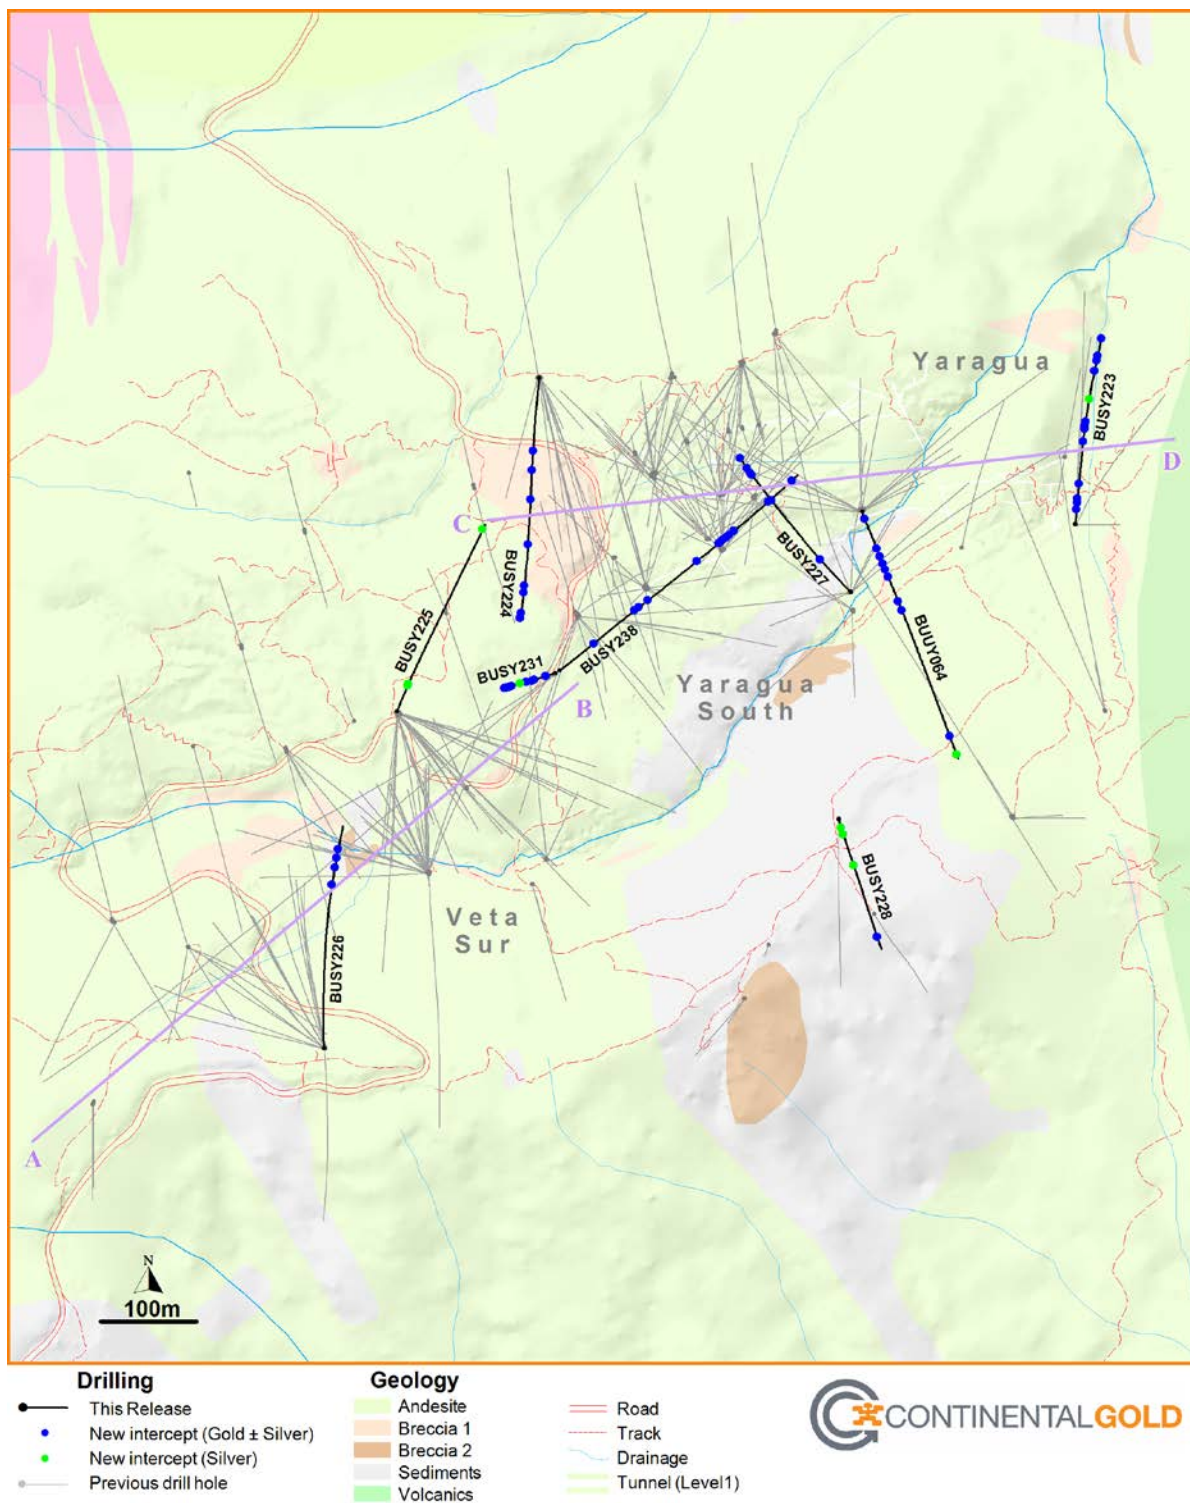 Yaragua
BUSY223
D
C
BUSY224
BUSY227
BUSY225
BUSY238
BUUY064
BUSY231
Yaragua
South
B
BUSY228
Veta
Sur
BUSY226
A
N
100m
Drilling
This Release
New intercept (Gold ± Silver)
New intercept (Silver)
Previous drill hole
Geology
Andesite
Breccia 1
Breccia 2
Sediments
Volcanics
Road
Track
Drainage
Tunnel (Level1)
CONTINENTALGOLD